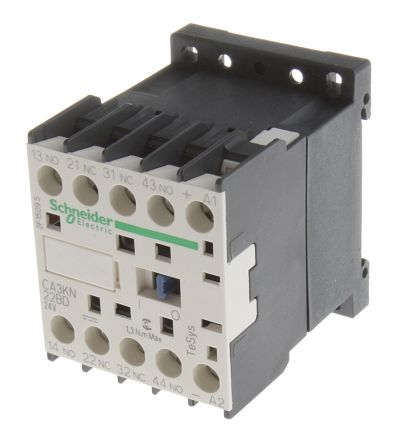 13 NO 21 NC 31 NC 43 NO + A1
Schneider
Electric
CA3KN
22BD
24V
I O
1,3 N.m Max
TeSys
14 NO 22 NC 32 NC 44 NO − A2